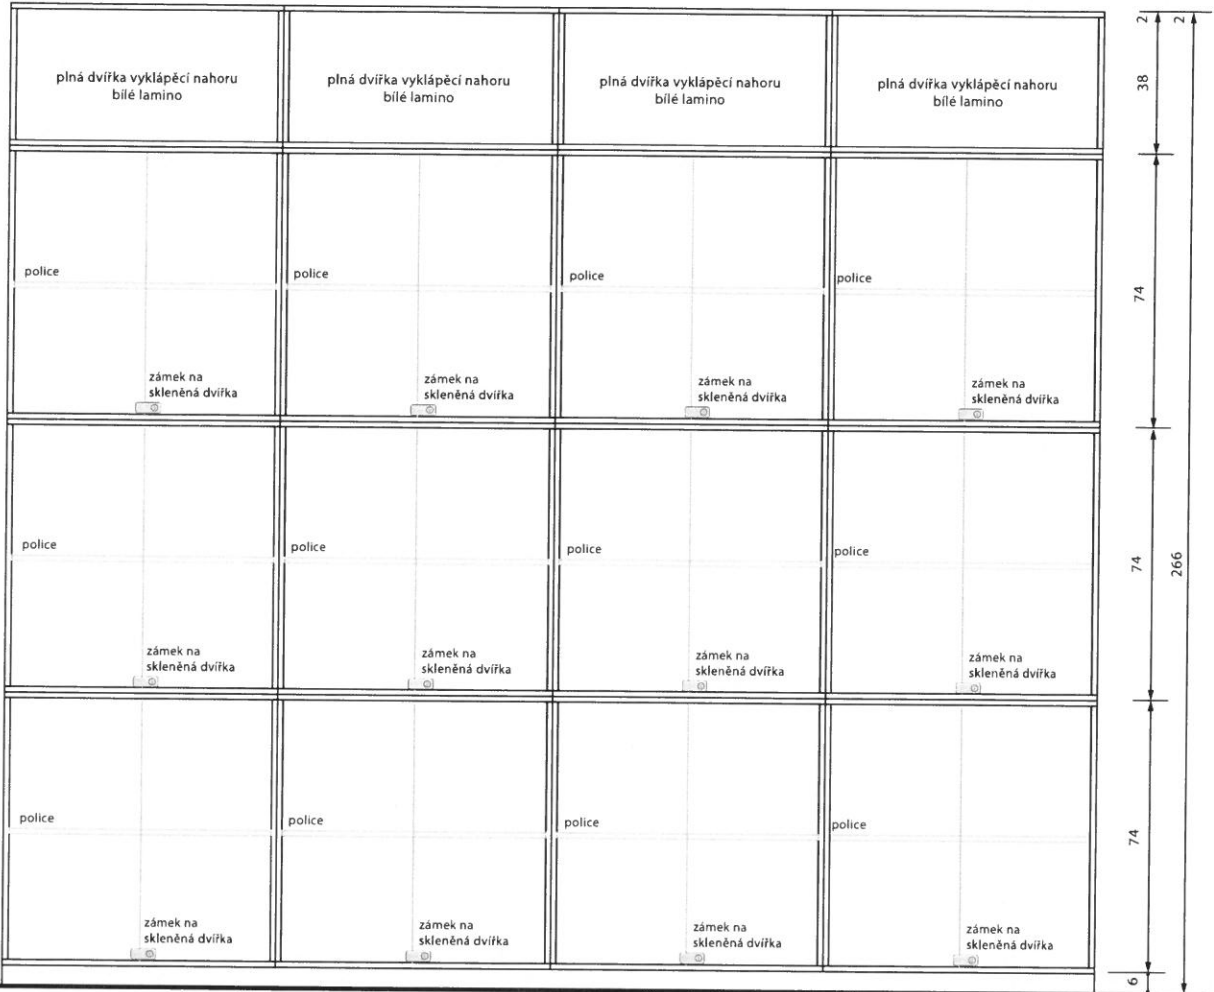 plná dvířka vyklápěcí nahoru
bílé lamino
plná dvířka vyklápěcí nahoru
bílé lamino
plná dvířka vyklápěcí nahoru
bílé lamino
plná dvířka vyklápěcí nahoru
bílé lamino
2
2
38
police
police
police
police
74
zámek na
skleněná dvířka
zámek na
skleněná dvířka
zámek na
skleněná dvířka
zámek na
skleněná dvířka
police
police
police
police
74
266
zámek na
skleněná dvířka
zámek na
skleněná dvířka
zámek na
skleněná dvířka
zámek na
skleněná dvířka
police
police
police
police
74
zámek na
skleněná dvířka
zámek na
skleněná dvířka
zámek na
skleněná dvířka
zámek na
skleněná dvířka
6